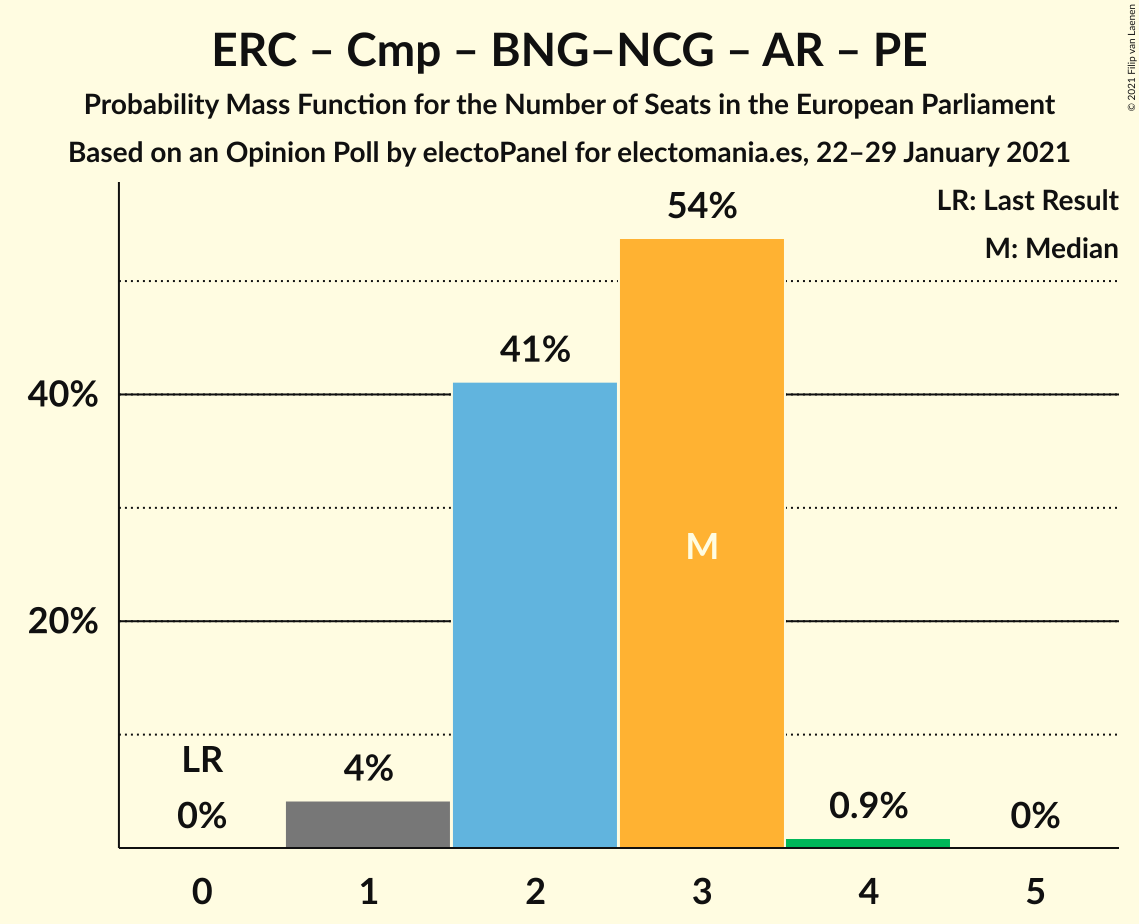 ERC – Cmp – BNG–NCG – AR – PE
Probability Mass Function for the Number of Seats in the European Parliament
Based on an Opinion Poll by electoPanel for electomania.es, 22–29 January 2021
© 2021 Filip van Laenen
LR: Last Result
M: Median
54%
41%
40%
M
20%
LR
4%
0.9%
0%
0%
0 1 2 3 4 5